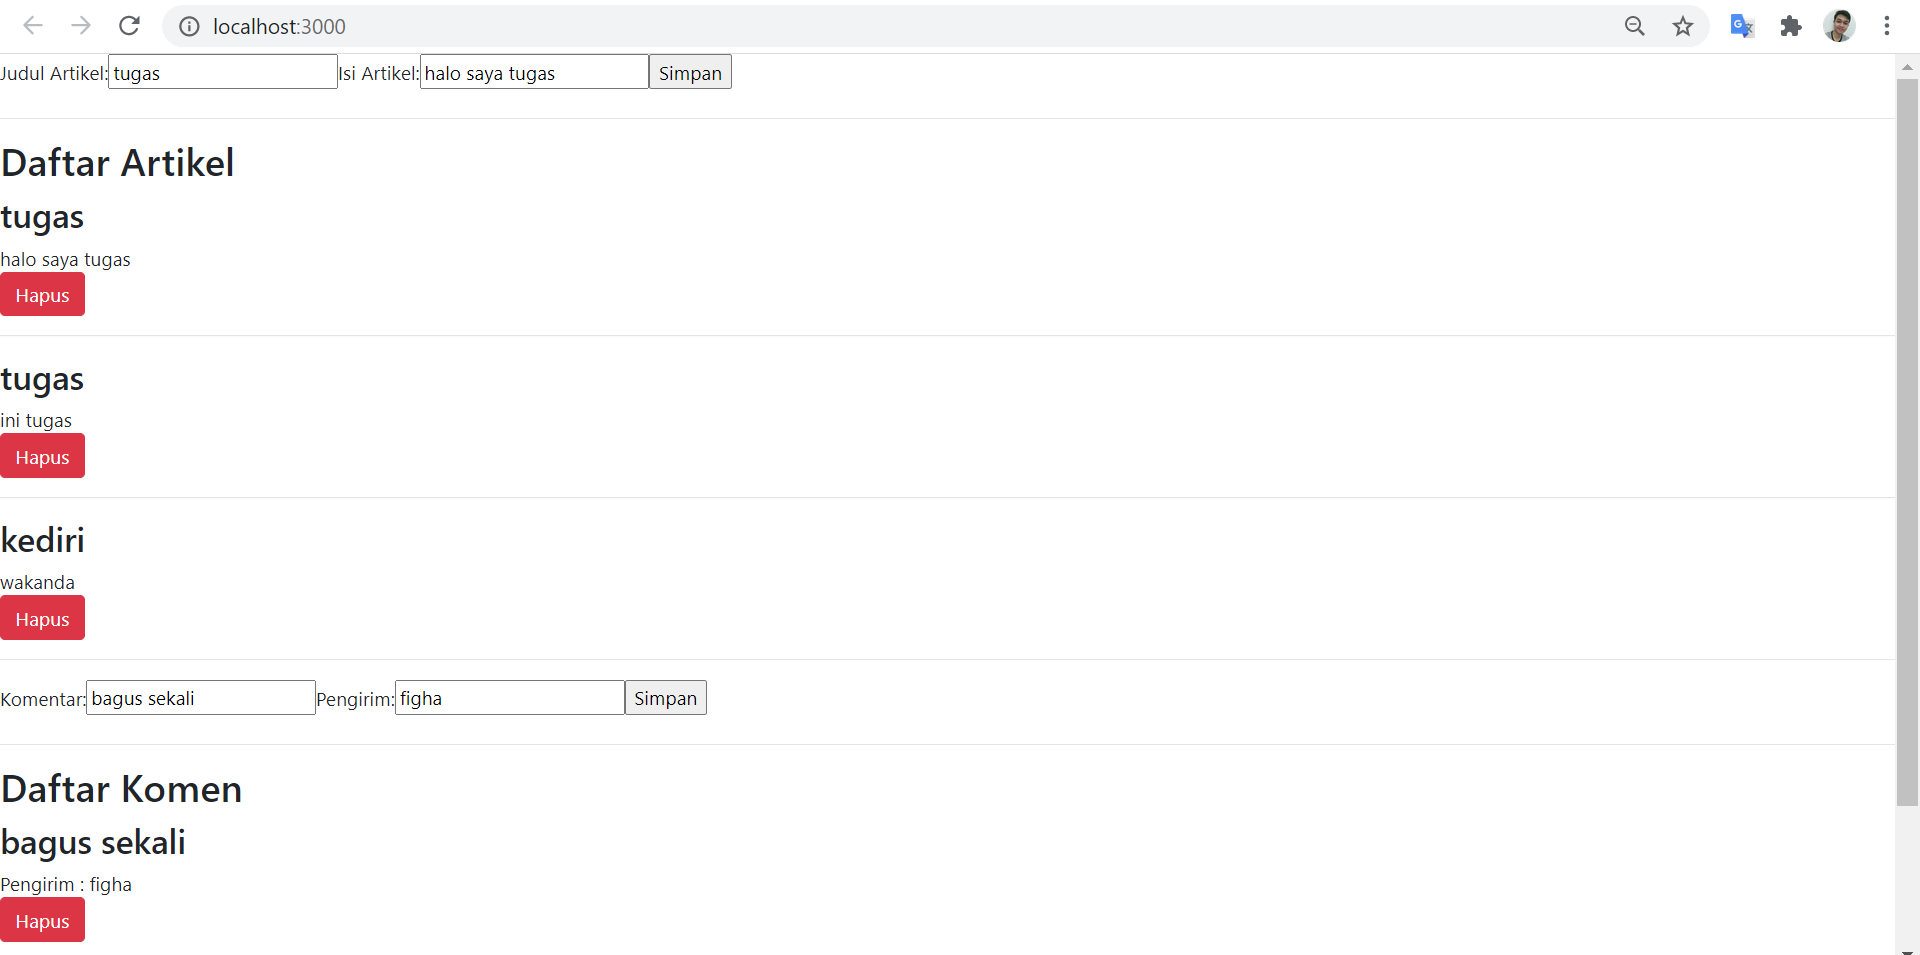 localhost:3000
Judul Artikel: tugas Isi Artikel: halo saya tugas Simpan
Daftar Artikel
tugas
halo saya tugas
Hapus
tugas
ini tugas
Hapus
kediri
wakanda
Hapus
Komentar: bagus sekali Pengirim: figha Simpan
Daftar Komen
bagus sekali
Pengirim : figha
Hapus